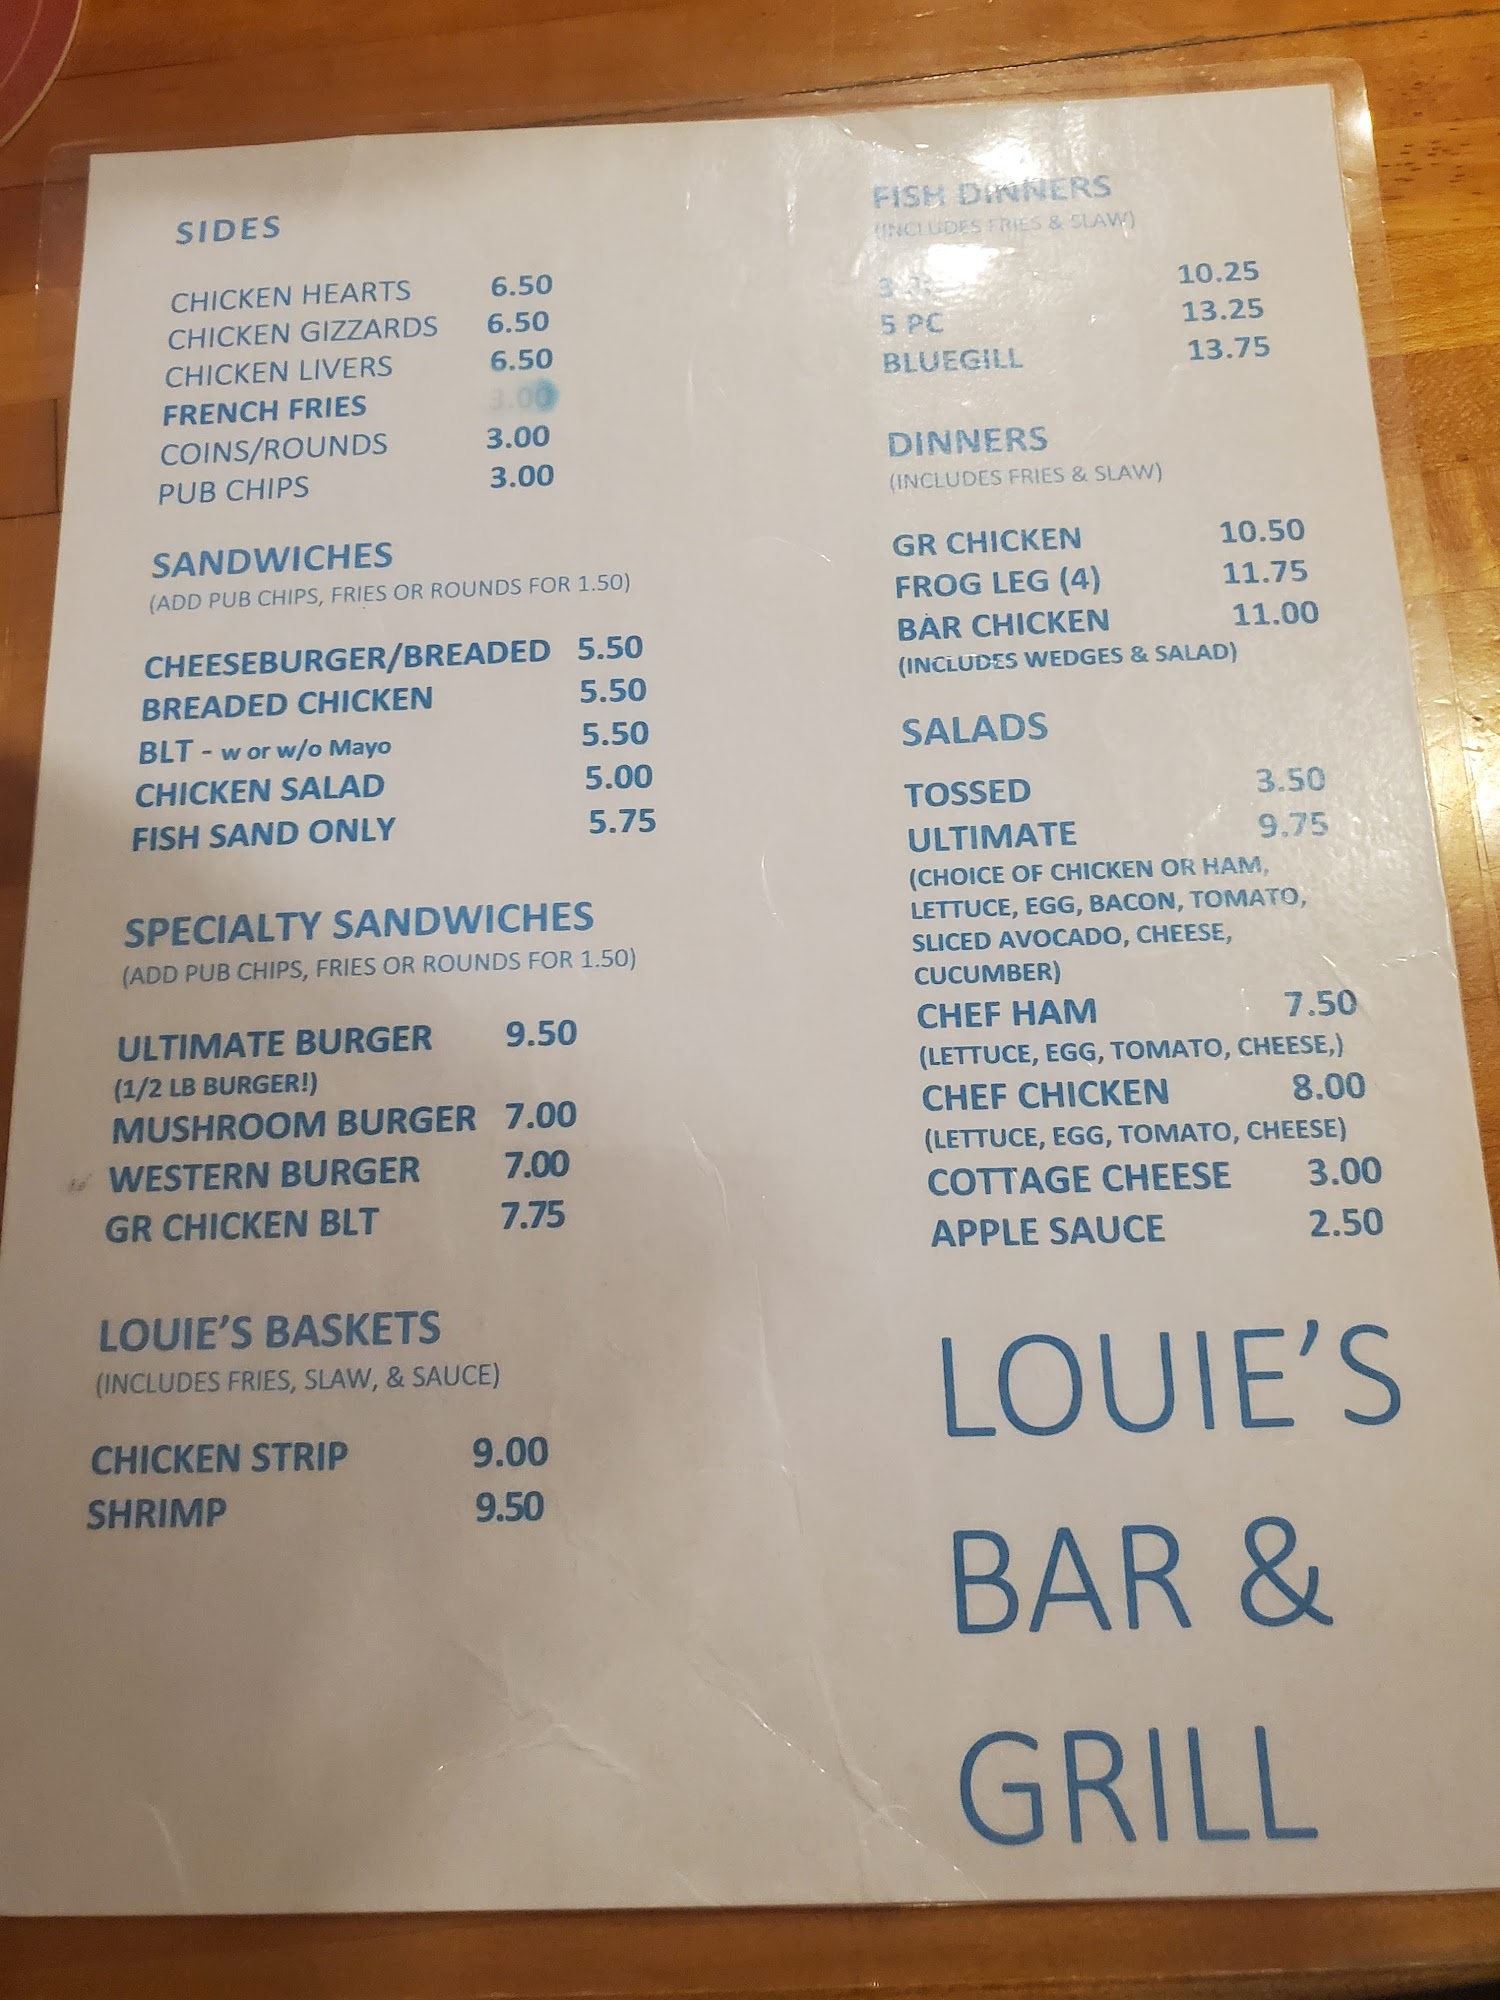 SIDES
CHICKEN HEARTS 6.50
CHICKEN GIZZARDS 6.50
CHICKEN LIVERS 6.50
FRENCH FRIES 3.00
COINS/ROUNDS 3.00
PUB CHIPS 3.00
SANDWICHES
(ADD PUB CHIPS, FRIES OR ROUNDS FOR 1.50)
CHEESEBURGER/BREADED 5.50
BREADED CHICKEN 5.50
BLT - w or w/o Mayo 5.50
CHICKEN SALAD 5.00
FISH SAND ONLY 5.75
SPECIALTY SANDWICHES
(ADD PUB CHIPS, FRIES OR ROUNDS FOR 1.50)
ULTIMATE BURGER 9.50
(1/2 LB BURGER!)
MUSHROOM BURGER 7.00
WESTERN BURGER 7.00
GR CHICKEN BLT 7.75
LOUIE'S BASKETS
(INCLUDES FRIES, SLAW, & SAUCE)
CHICKEN STRIP 9.00
SHRIMP 9.50
FISH DINNERS
(INCLUDES FRIES & SLAW)
3 10.25
5 PC 13.25
BLUEGILL 13.75
DINNERS
(INCLUDES FRIES & SLAW)
GR CHICKEN 10.50
FROG LEG (4) 11.75
BAR CHICKEN 11.00
(INCLUDES WEDGES & SALAD)
SALADS
TOSSED 3.50
ULTIMATE 9.75
(CHOICE OF CHICKEN OR HAM,
LETTUCE, EGG, BACON, TOMATO,
SLICED AVOCADO, CHEESE,
CUCUMBER)
CHEF HAM 7.50
(LETTUCE, EGG, TOMATO, CHEESE,)
CHEF CHICKEN 8.00
(LETTUCE, EGG, TOMATO, CHEESE)
COTTAGE CHEESE 3.00
APPLE SAUCE 2.50
LOUIE'S
BAR &
GRILL